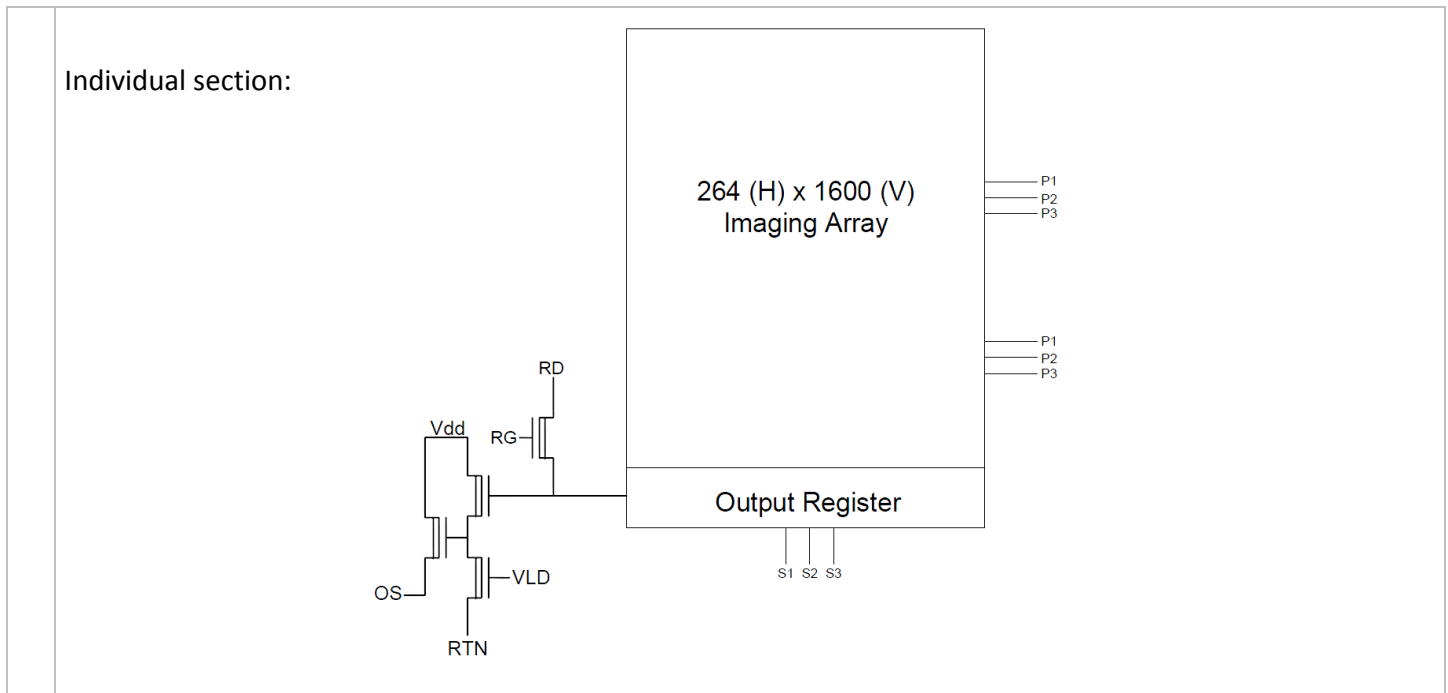 Individual section:
264 (H) x 1600 (V)
Imaging Array
P1
P2
P3
P1
P2
P3
RD
Vdd
RG
Output Register
S1 S2 S3
VLD
OS
RTN